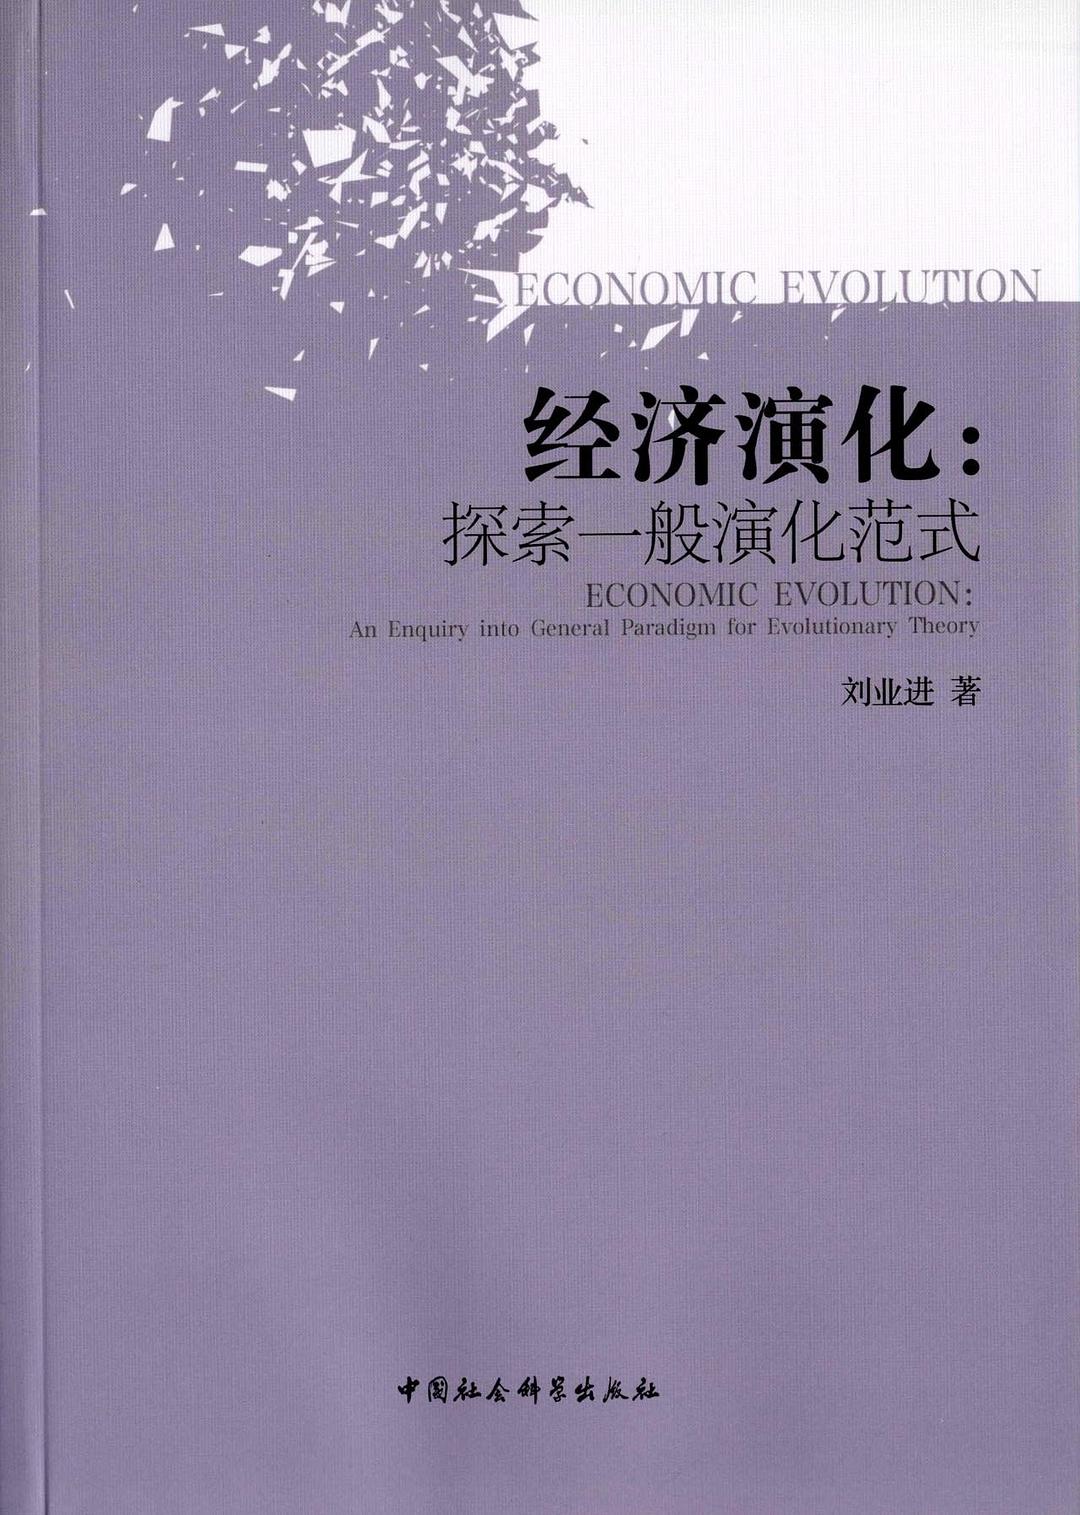 ECONOMIC EVOLUTION
经济演化：
探索一般演化范式
ECONOMIC EVOLUTION:
An Enquiry into General Paradigm for Evolutionary Theory
刘业进 著
中国社会科学出版社